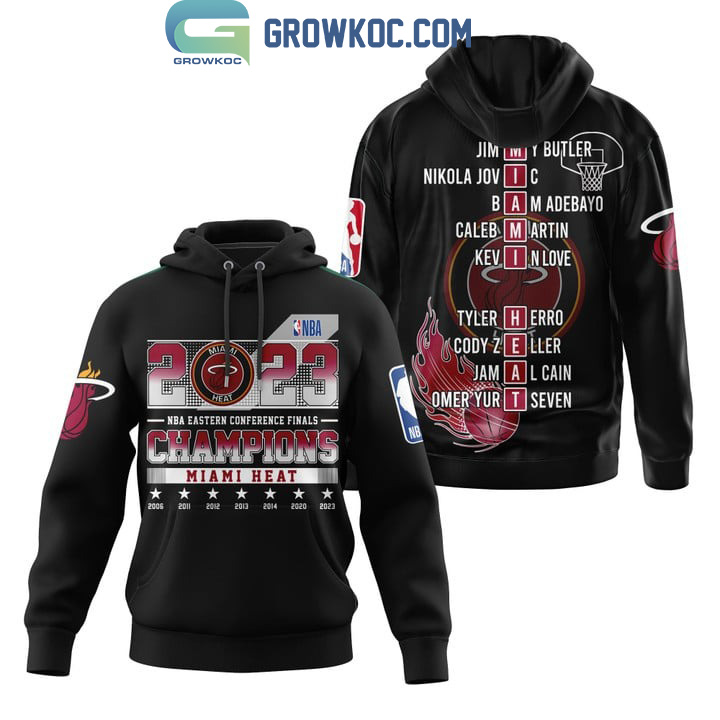 GROWKOC
GROWKOC.COM
NBA
2023
MIAMI
HEAT
NBA EASTERN CONFERENCE FINALS
CHAMPIONS
MIAMI HEAT
2006 2011 2012 2013 2014 2020 2023
NB
JIMMY BUTLER
NIKOLA JOVIC
BAM ADEBAYO
CALEB MARTIN
KEVIN LOVE
TYLER HERRO
CODY ZELLER
JAMAL CAIN
OMER YURTSEVEN